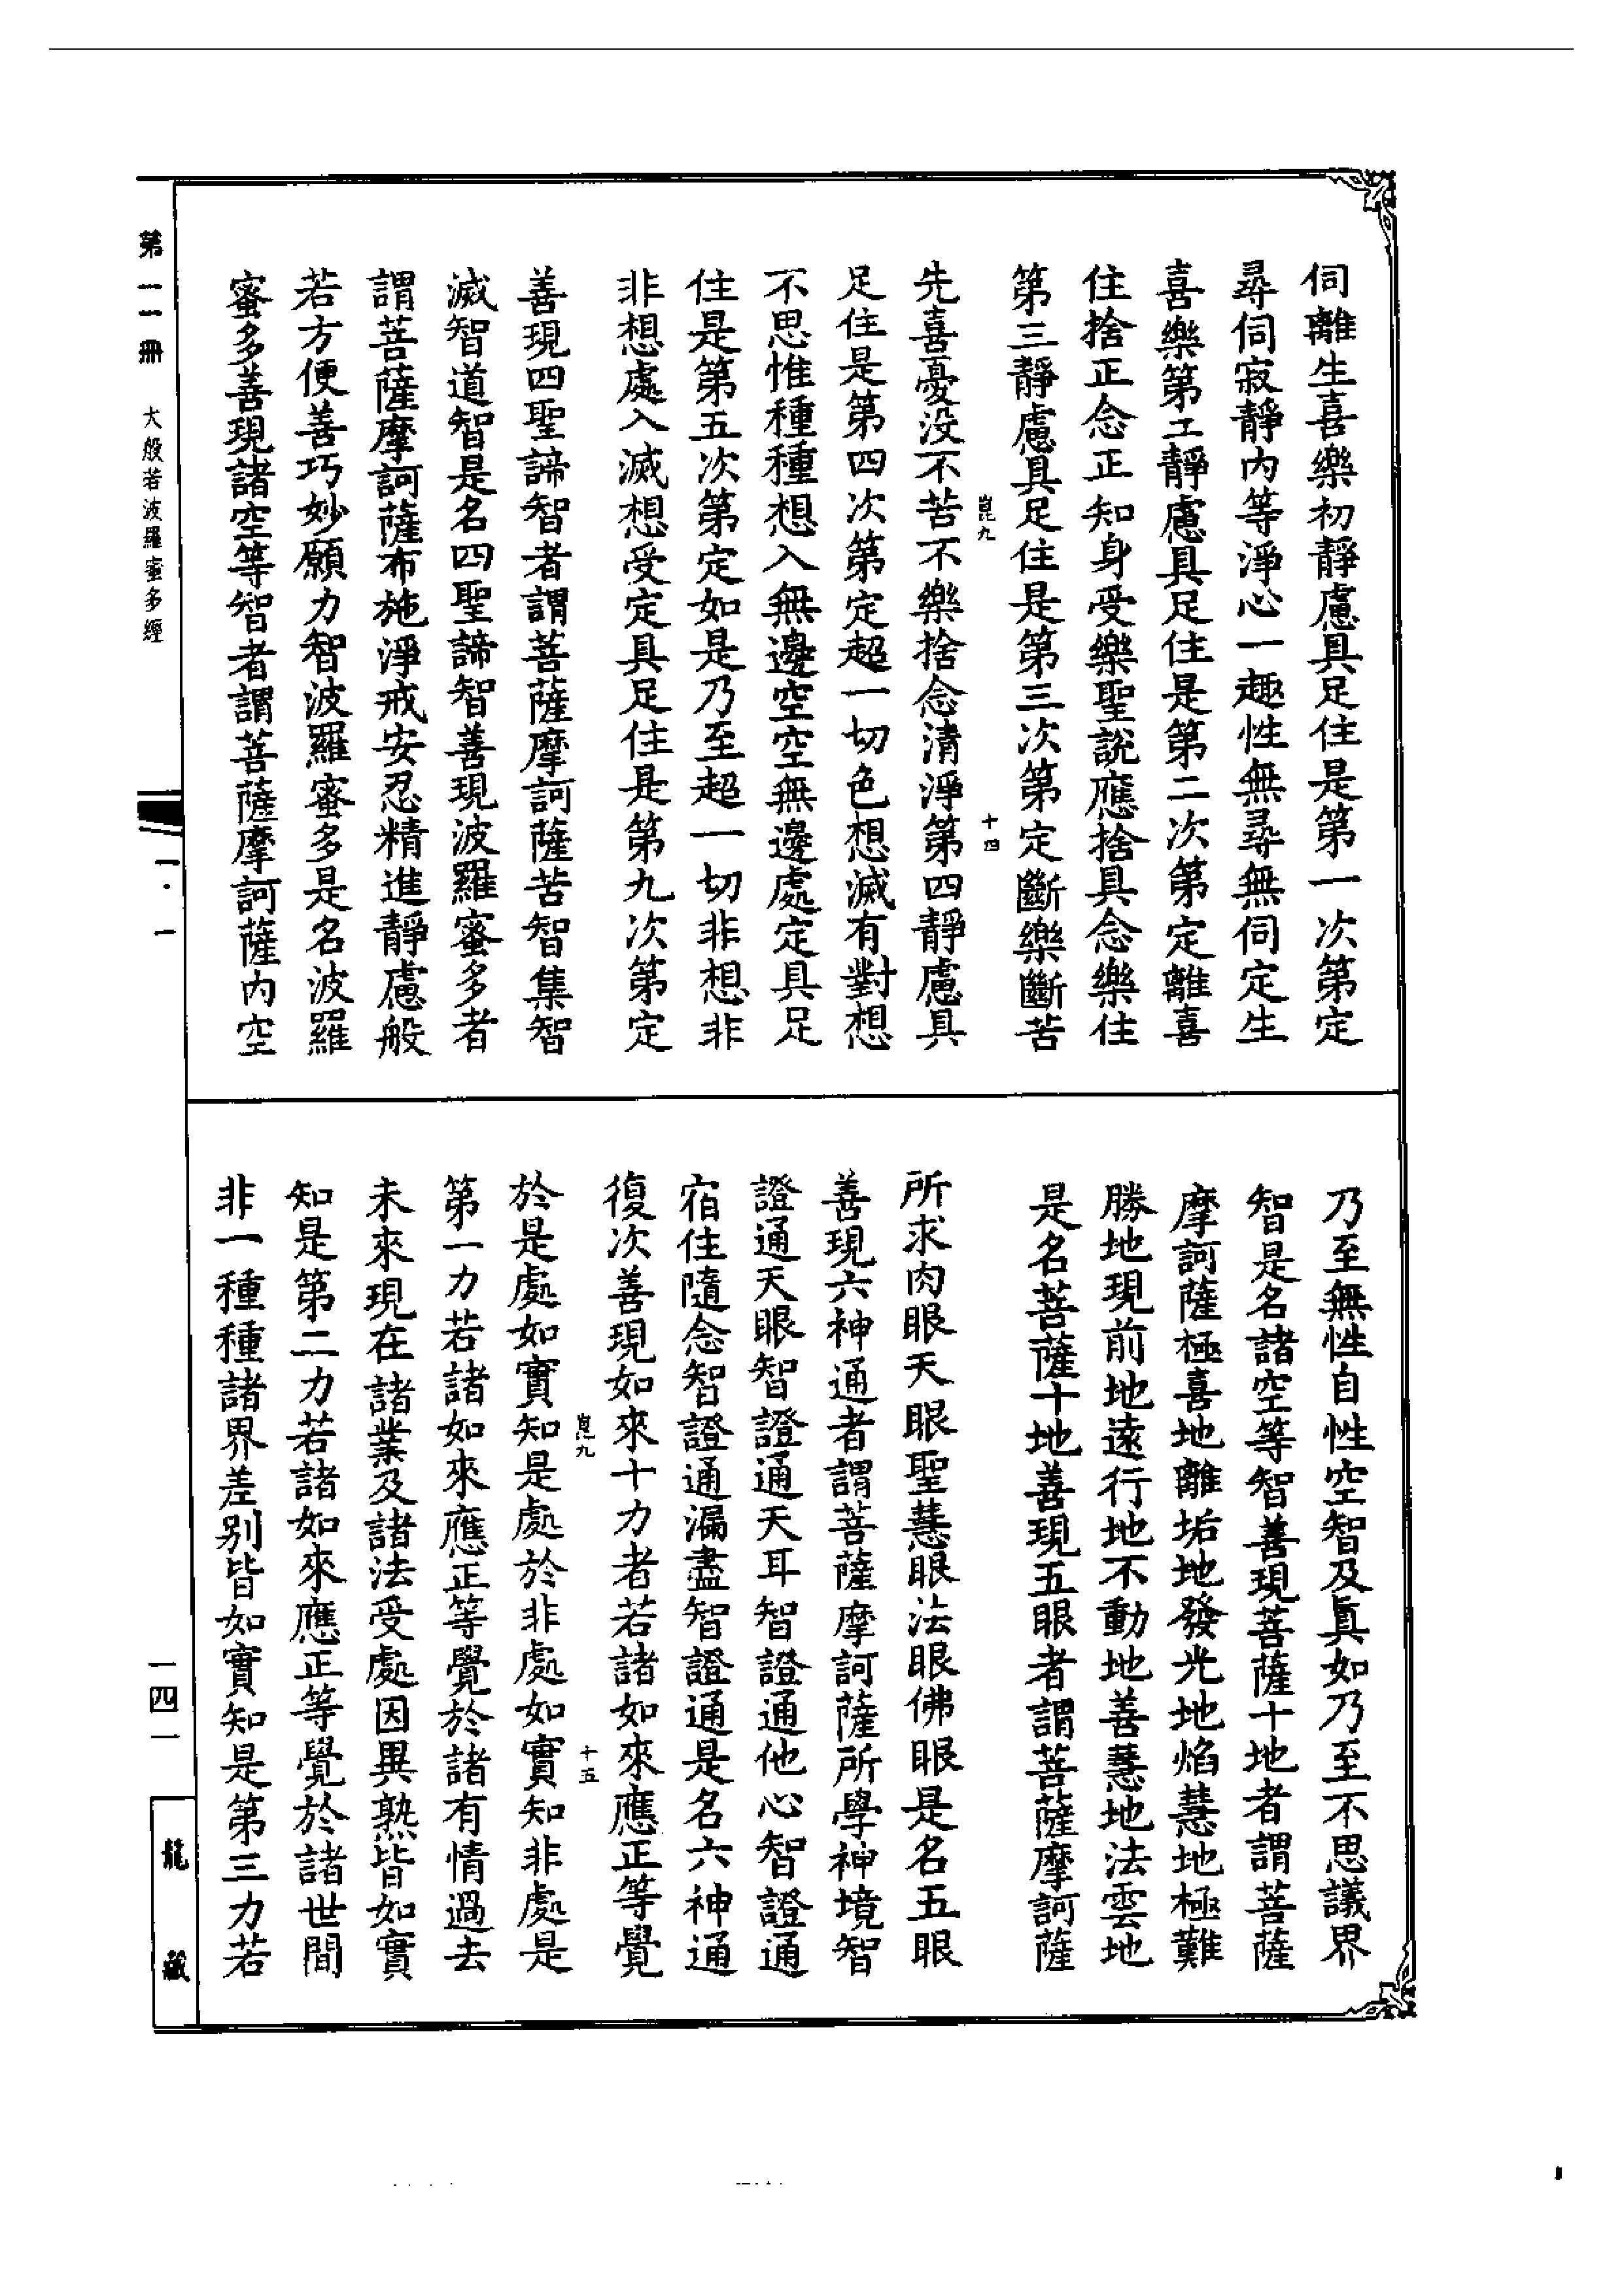 伺離生喜樂初靜慮具足住是第一次第定
尋伺寂靜內等淨心一趣性無尋無伺定生
喜樂第二靜慮具足住是第二次第定離喜
住捨正念正知身受樂聖說應捨具念樂住
第三靜慮具足住是第三次第定斷樂斷苦
崑九
十四
先喜憂没不苦不樂捨念清淨第四靜慮具
足住是第四次第定超一切色想滅有對想
不思惟種種想入無邊空空無邊處定具足
住是第五次第定如是乃至超一切非想非
非想處入滅想受定具足住是第九次第定
善現四聖諦智者謂菩薩摩訶薩苦智集智
滅智道智是名四聖諦智善現波羅蜜多者
謂菩薩摩訶薩布施淨戒安忍精進靜慮般
若方便善巧妙願力智波羅蜜多是名波羅
蜜多善現諸空等智者謂菩薩摩訶薩內空
乃至無性自性空智及真如乃至不思議界
智是名諸空等智善現菩薩十地者謂菩薩
摩訶薩極喜地離垢地發光地焰慧地極難
勝地現前地遠行地不動地善慧地法雲地
是名菩薩十地善現五眼者謂菩薩摩訶薩
所求肉眼天眼聖慧眼法眼佛眼是名五眼
善現六神通者謂菩薩摩訶薩所學神境智
證通天眼智證通天耳智證通他心智證通
宿住隨念智證通漏盡智證通是名六神通
復次善現如來十力者若諸如來應正等覺
崑九
十五
於是處如實知是處於非處如實知非處是
第一力若諸如來應正等覺於諸有情過去
未來現在諸業及諸法受處因異熟皆如實
知是第二力若諸如來應正等覺於諸世間
非一種種諸界差别皆如實知是第三力若
第一一冊 大般若波羅蜜多經
一·一
一四一
龍藏